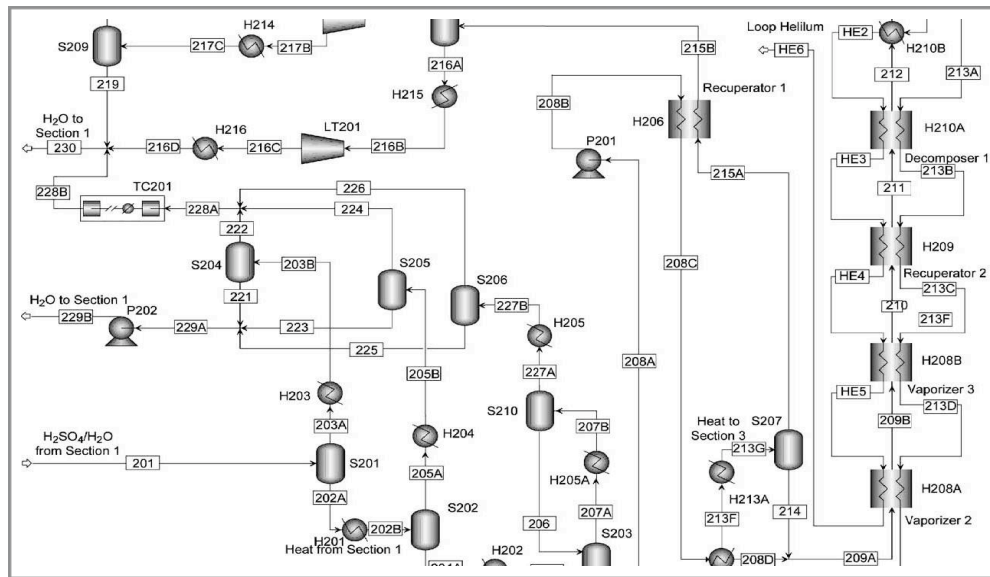 H214
S209
217C
217B
219
216A
H215
H2O to
Section 1
230
216D
H216
216C
LT201
216B
208B
P201
215B
Recuperator 1
H206
215A
Loop Helilum
HE6
HE2
H210B
212
213A
H210A
HE3
Decomposer 1
213B
211
H209
HE4
Recuperator 2
213C
210
213F
H208B
HE5
Vaporizer 3
213D
209B
H208A
Vaporizer 2
228B
TC201
228A
226
224
222
S204
203B
S205
S206
221
227B
H2O to Section 1
229B
P202
229A
223
225
H205
208C
208A
205B
227A
H203
203A
S210
207B
H204
H2SO4/H2O
from Section 1
201
S201
205A
H205A
202A
202B
H201
Heat from Section 1
S202
206
207A
S203
H202
204A
Heat to
Section 3
S207
213G
H213A
213F
214
208D
209A